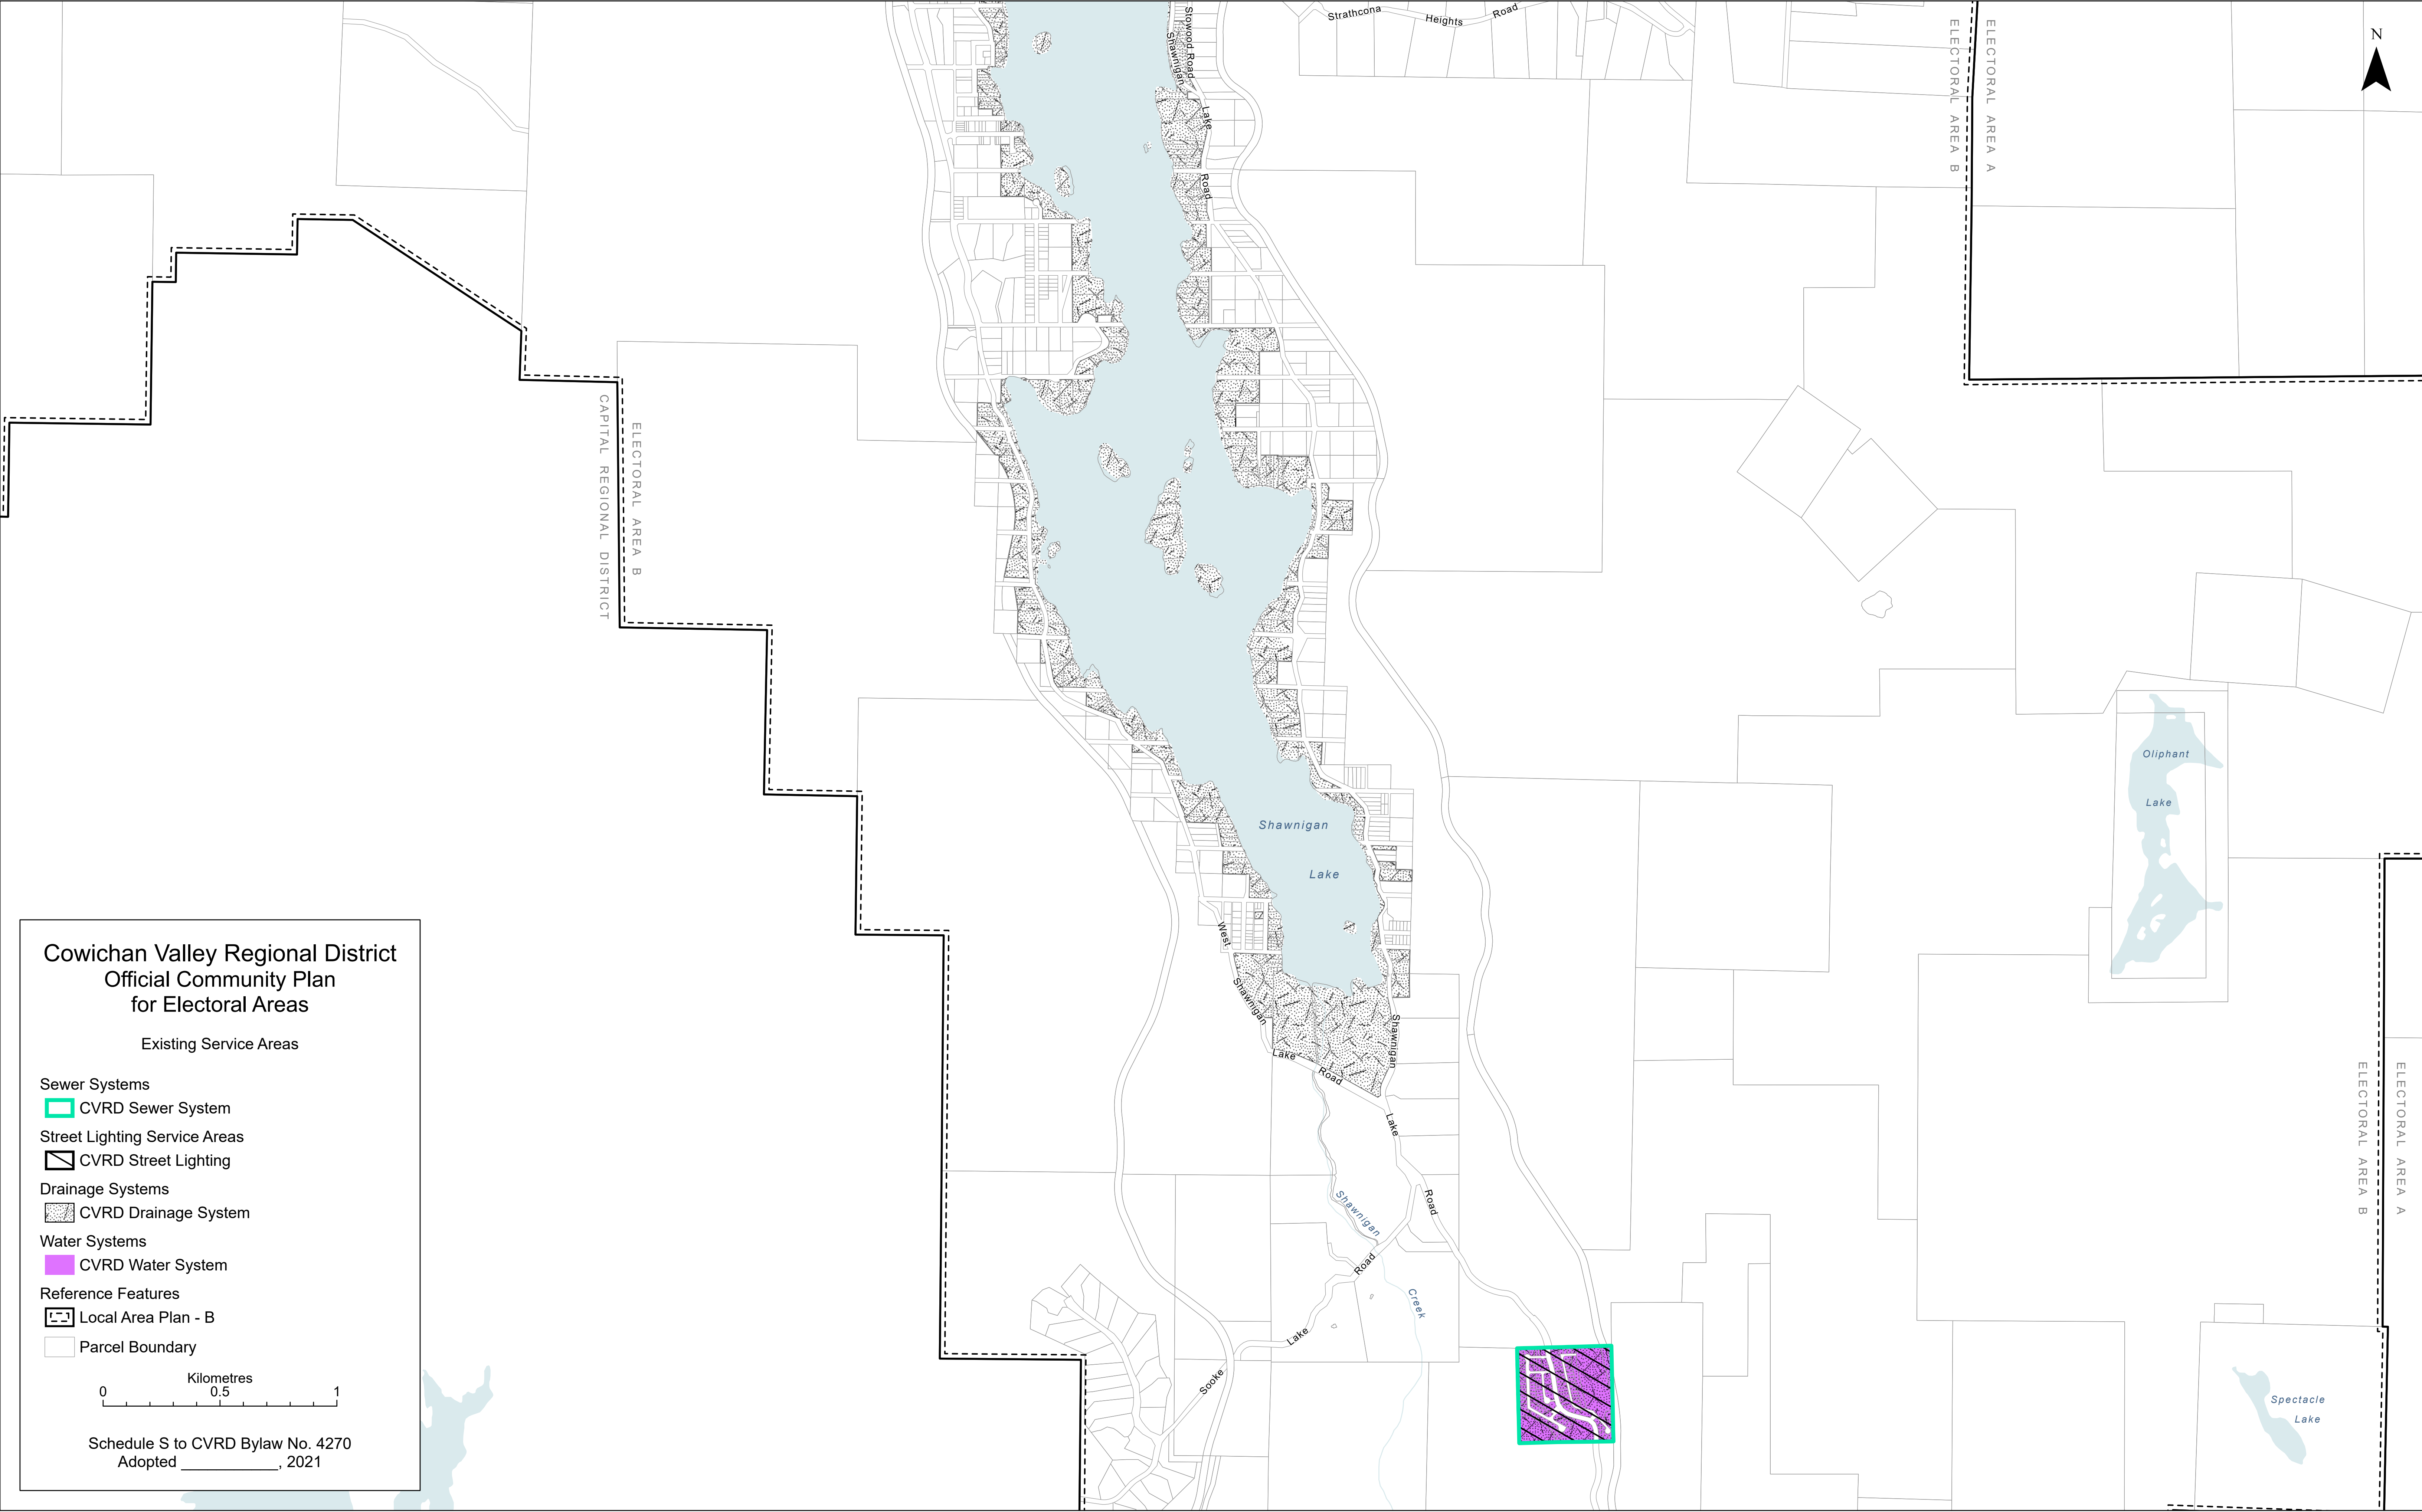 Strathcona Heights Road
Stowood Road
Shawnigan Lake Road
ELECTORAL AREA B
ELECTORAL AREA A
N
CAPITAL REGIONAL DISTRICT
ELECTORAL AREA B
Oliphant
Lake
Shawnigan
Lake
West Shawnigan Lake Road
Shawnigan Lake Road
ELECTORAL AREA B
ELECTORAL AREA A
Shawnigan Creek
Sooke Lake Road
Spectacle
Lake
Cowichan Valley Regional District
Official Community Plan
for Electoral Areas
Existing Service Areas
Sewer Systems
CVRD Sewer System
Street Lighting Service Areas
CVRD Street Lighting
Drainage Systems
CVRD Drainage System
Water Systems
CVRD Water System
Reference Features
Local Area Plan - B
Parcel Boundary
Kilometres
0 0.5 1
Schedule S to CVRD Bylaw No. 4270
Adopted ___________, 2021